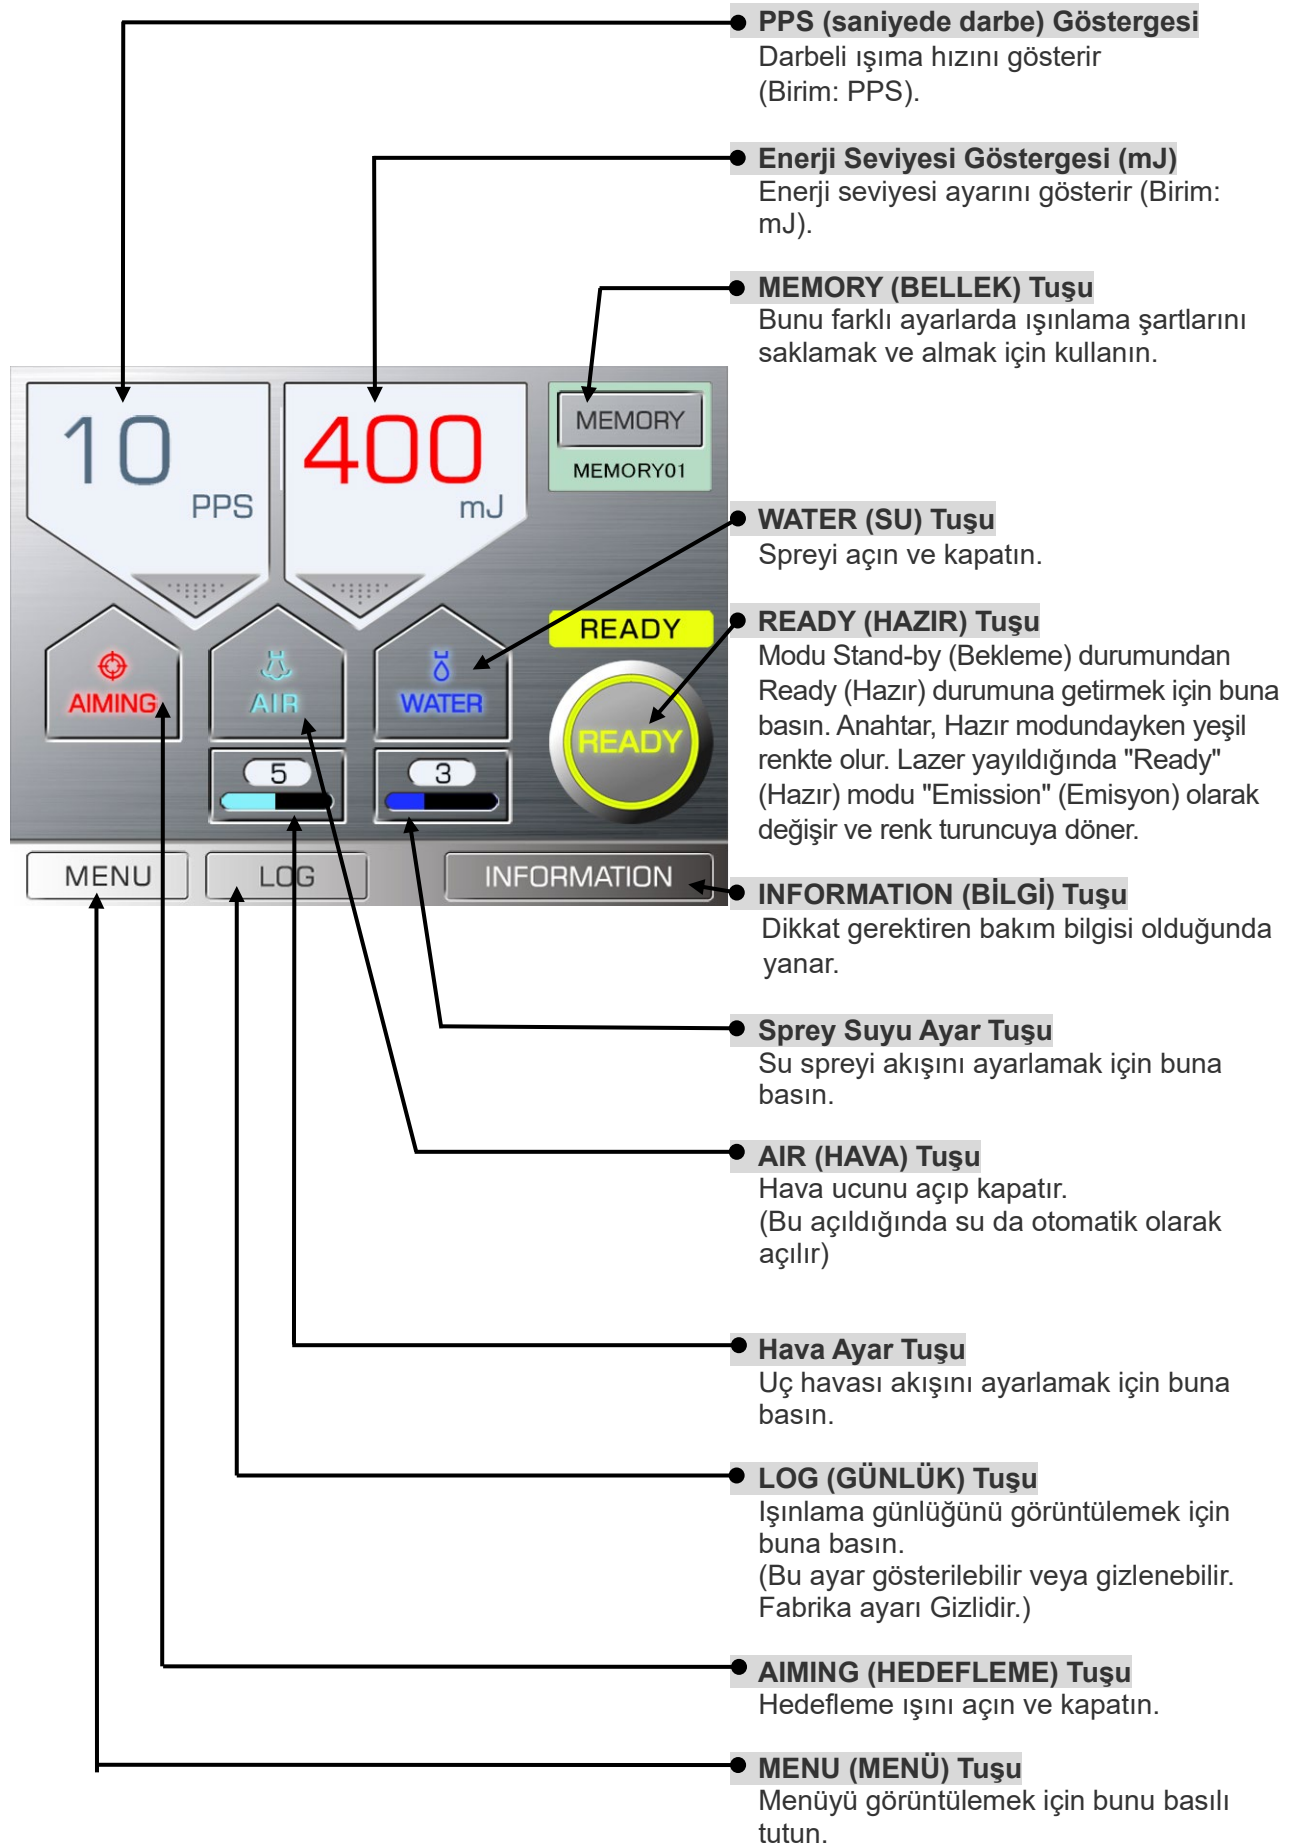 PPS (saniyede darbe) Göstergesi
Darbeli ışıma hızını gösterir
(Birim: PPS).
Enerji Seviyesi Göstergesi (mJ)
Enerji seviyesi ayarını gösterir (Birim:
mJ).
MEMORY (BELLEK) Tuşu
Bunu farklı ayarlarda ışınlama şartlarını
saklamak ve almak için kullanın.
10
PPS
400
mJ
MEMORY
MEMORY01
WATER (SU) Tuşu
Spreyi açın ve kapatın.
READY
READY
AIMING
AIR
WATER
5
3
READY (HAZIR) Tuşu
Modu Stand-by (Bekleme) durumundan
Ready (Hazır) durumuna getirmek için buna
basın. Anahtar, Hazır modundayken yeşil
renkte olur. Lazer yayıldığında "Ready"
(Hazır) modu "Emission" (Emisyon) olarak
değişir ve renk turuncuya döner.
MENU
LOG
INFORMATION
INFORMATION (BİLGİ) Tuşu
Dikkat gerektiren bakım bilgisi olduğunda
yanar.
Sprey Suyu Ayar Tuşu
Su spreyi akışını ayarlamak için buna
basın.
AIR (HAVA) Tuşu
Hava ucunu açıp kapatır.
(Bu açıldığında su da otomatik olarak
açılır)
Hava Ayar Tuşu
Uç havası akışını ayarlamak için buna
basın.
LOG (GÜNLÜK) Tuşu
Işınlama günlüğünü görüntülemek için
buna basın.
(Bu ayar gösterilebilir veya gizlenebilir.
Fabrika ayarı Gizlidir.)
AIMING (HEDEFLEME) Tuşu
Hedefleme ışını açın ve kapatın.
MENU (MENÜ) Tuşu
Menüyü görüntülemek için bunu basılı
tutun.